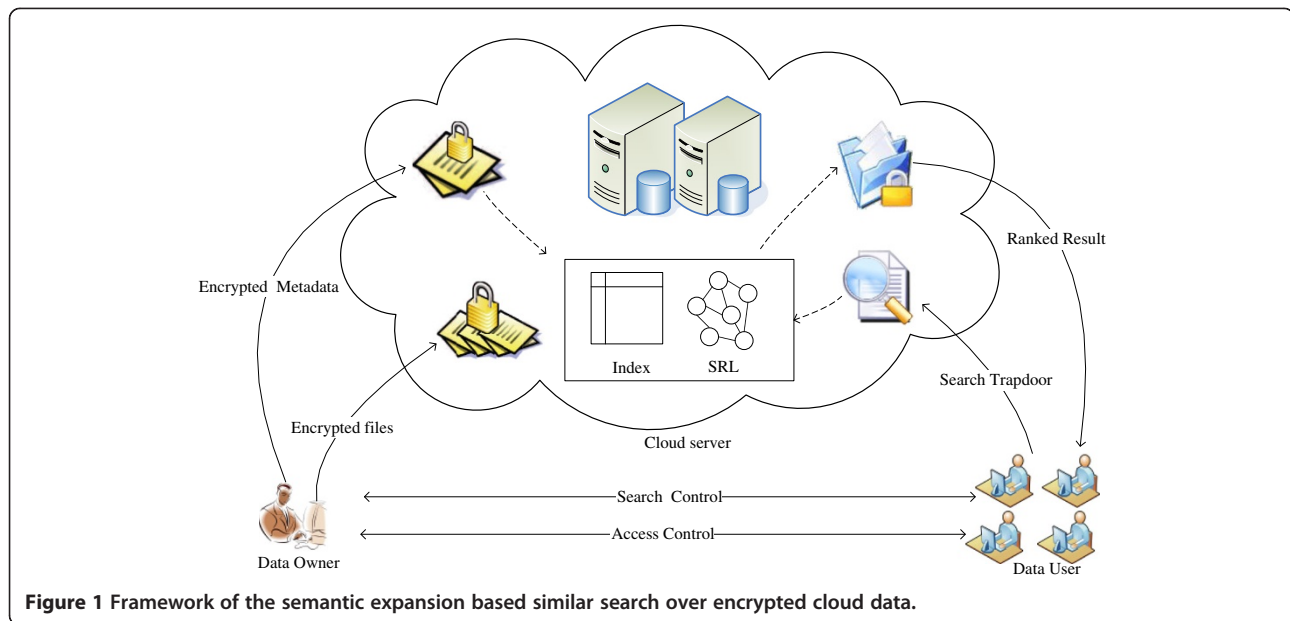 Encrypted Metadata
Ranked Result
Index
SRL
Search Trapdoor
Encrypted files
Cloud server
Search Control
Access Control
Data Owner
Data User
Figure 1 Framework of the semantic expansion based similar search over encrypted cloud data.